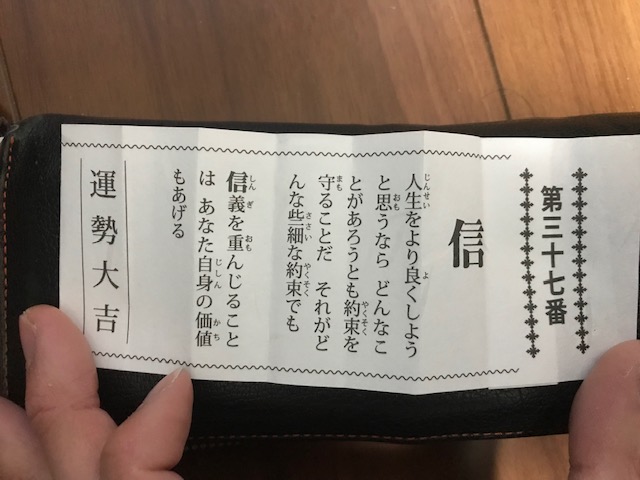 第三十七番
信
人生をより良くしよう
と思うなら どんなこ
とがあろうとも約束を
守ることだ それがど
んな些細な約束でも
信義を重んじること
は あなた自身の価値
もあげる
運勢大吉